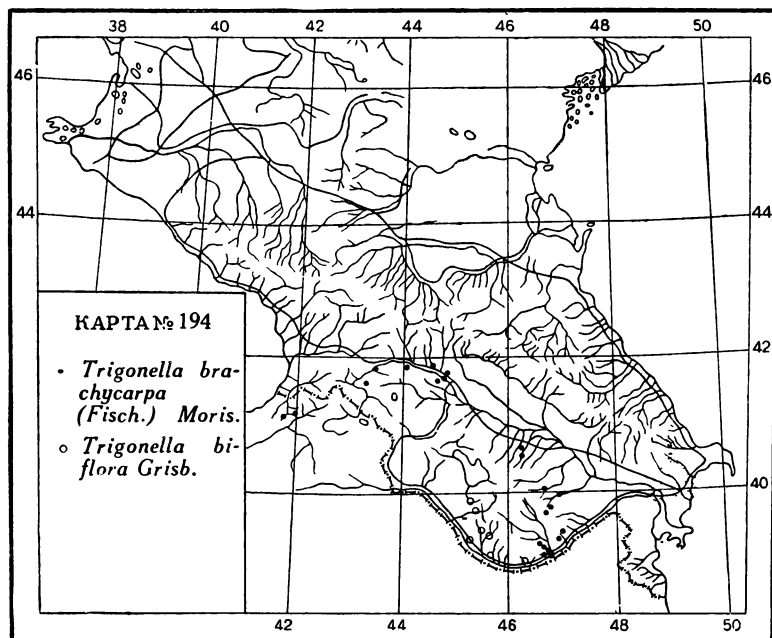 38 40 42 44 46 48 50
46 46
44 44
КАРТА № 194
• Trigonella bra-
chycarpa
(Fisch.) Moris.
○ Trigonella bi-
flora Grisb.
42
40
42 44 46 48 50